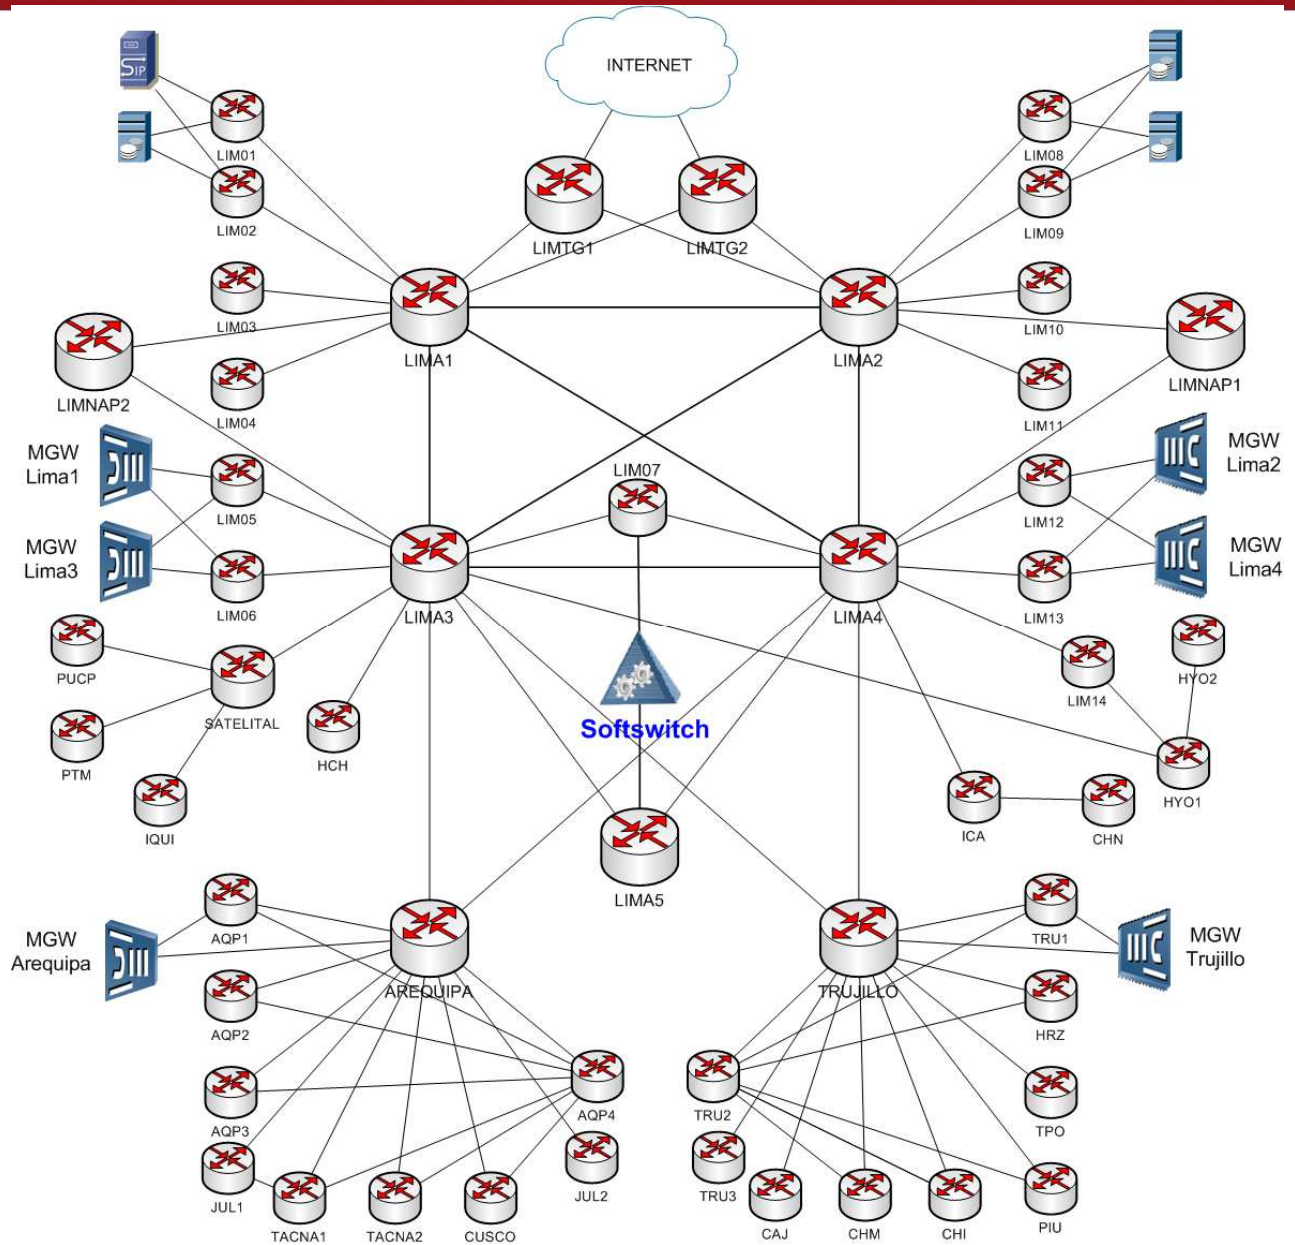 INTERNET
SIP
LIM01
LIM08
LIM02
LIMTG1
LIMTG2
LIM09
LIM03
LIM10
LIMA1
LIMA2
LIMNAP2
LIMNAP1
LIM04
LIM11
MGW
Lima1
LIM07
MGW
Lima2
LIM05
LIM12
MGW
Lima3
MGW
Lima4
LIM06
LIMA3
LIMA4
LIM13
PUCP
HYO2
LIM14
SATELITAL
Softswitch
HCH
PTM
HYO1
IQUI
ICA
CHN
LIMA5
AQP1
TRU1
MGW
Arequipa
MGW
Trujillo
AREQUIPA
TRUJILLO
AQP2
HRZ
AQP4
TRU2
AQP3
TPO
JUL1
JUL2
TRU3
TACNA1
TACNA2
CUSCO
CAJ
CHM
CHI
PIU